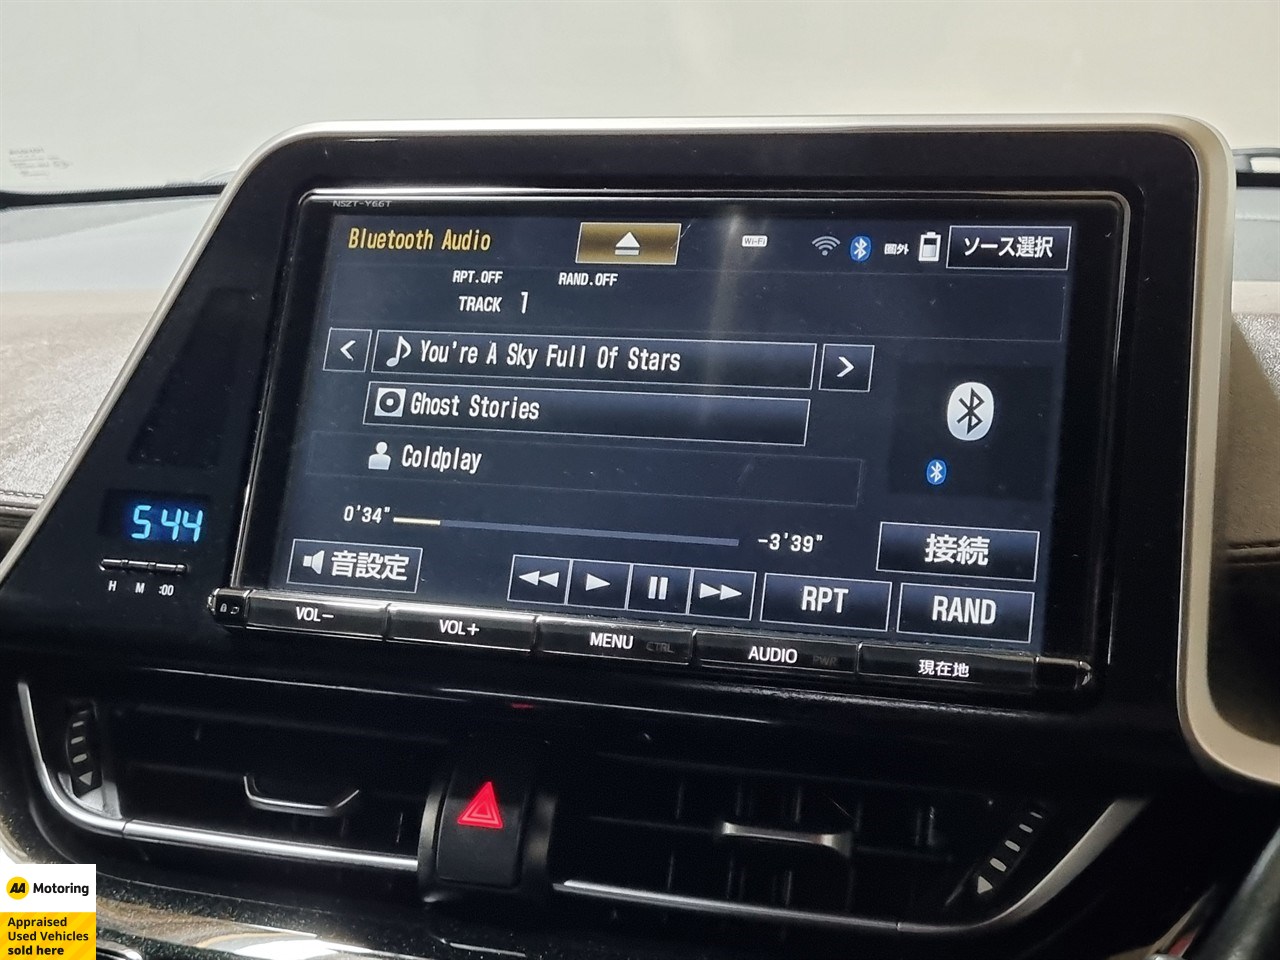 NSZT-Y66T
Bluetooth Audio
Wi-Fi
圏外
ソース選択
RPT.OFF RAND.OFF
TRACK 1
You're A Sky Full Of Stars
Ghost Stories
Coldplay
0'34" -3'39"
接続
音設定
RPT
RAND
5 44
H M :00
VOL−
VOL+
MENU CTRL
AUDIO PWR
現在地
AA Motoring
Appraised
Used Vehicles
sold here